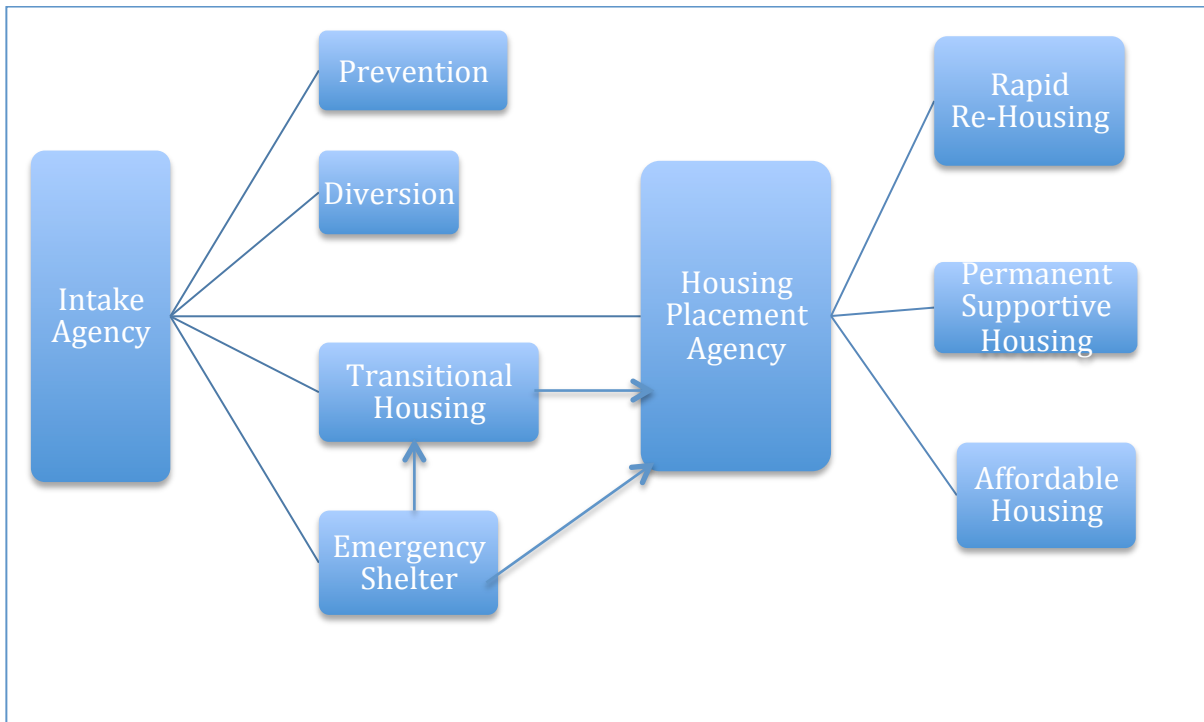 Prevention
Diversion
Intake
Agency
Transitional
Housing
Emergency
Shelter
Housing
Placement
Agency
Rapid
Re-Housing
Permanent
Supportive
Housing
Affordable
Housing